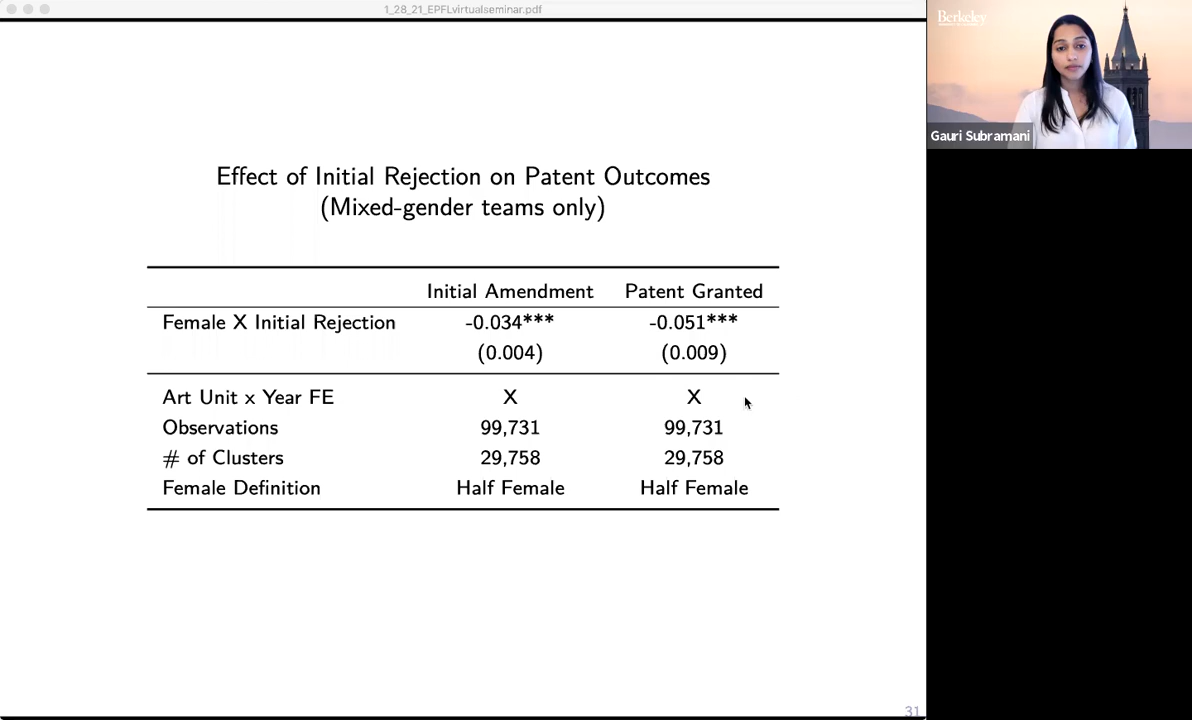 1_28_21_EPFLvirtualseminar.pdf
Berkeley
Gauri Subramani
Effect of Initial Rejection on Patent Outcomes
(Mixed-gender teams only)
Initial Amendment Patent Granted
Female X Initial Rejection -0.034*** -0.051***
(0.004) (0.009)
Art Unit x Year FE X X
Observations 99,731 99,731
# of Clusters 29,758 29,758
Female Definition Half Female Half Female
31